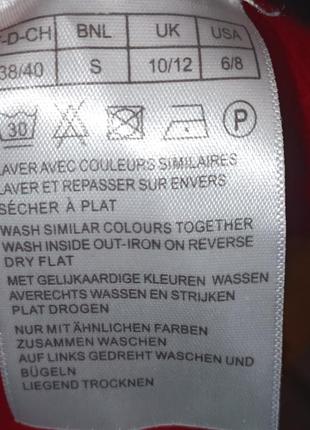 F-D-CH BNL UK USA
38/40 S 10/12 6/8
30 P
LAVER AVEC COULEURS SIMILAIRES
LAVER ET REPASSER SUR ENVERS
SÉCHER À PLAT
WASH SIMILAR COLOURS TOGETHER
WASH INSIDE OUT-IRON ON REVERSE
DRY FLAT
MET GELIJKAARDIGE KLEUREN WASSEN
AVERECHTS WASSEN EN STRIJKEN
PLAT DROGEN
NUR MIT ÄHNLICHEN FARBEN
ZUSAMMEN WASCHEN
AUF LINKS GEDREHT WASCHEN UND
BÜGELN
LIEGEND TROCKNEN